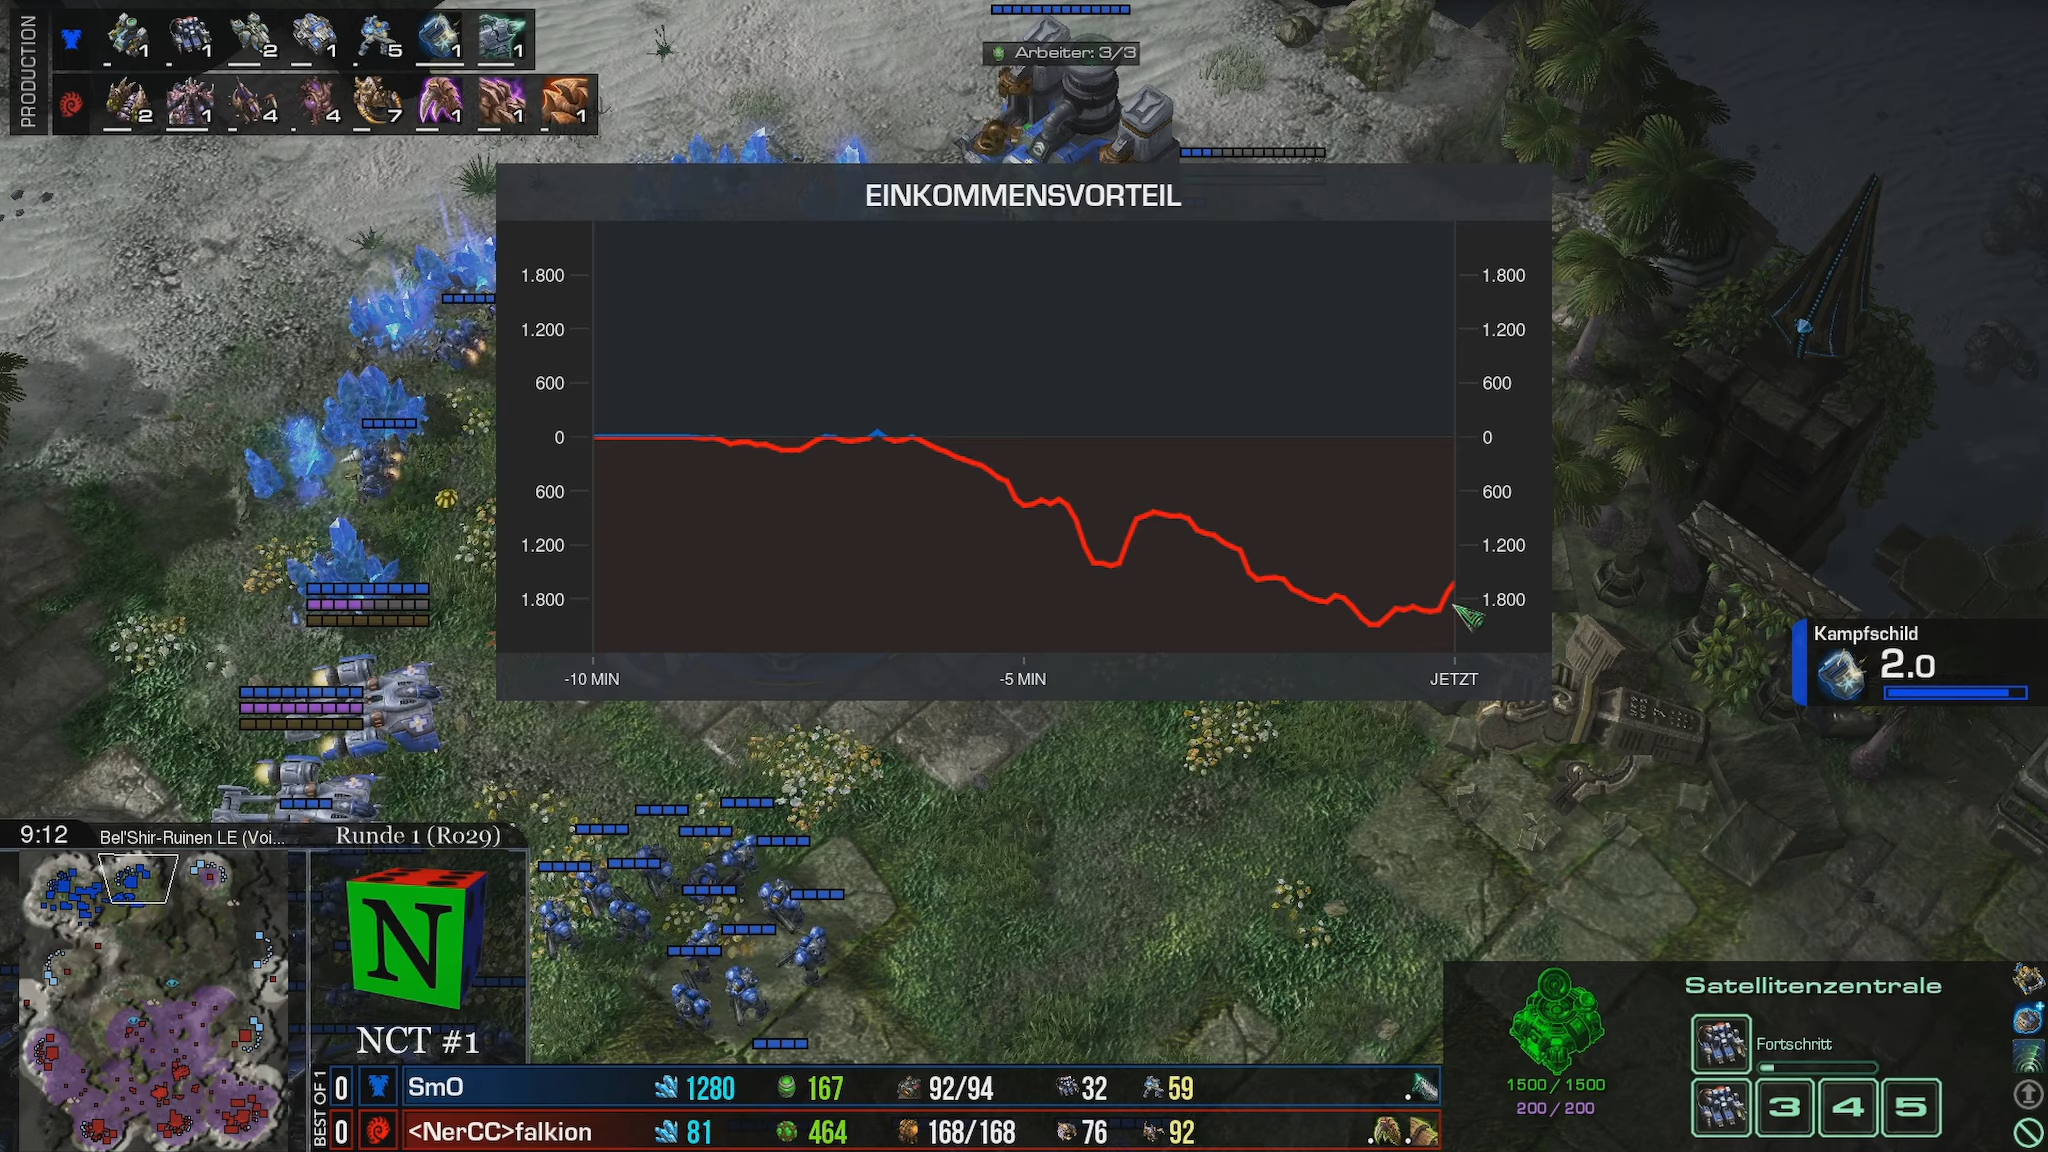 PRODUCTION
1 1 2 1 5 1 1
2 1 4 4 7 1 1 1
Arbeiter: 3/3
EINKOMMENSVORTEIL
1.800 1.800
1.200 1.200
600 600
0 0
600 600
1.200 1.200
1.800 1.800
-10 MIN -5 MIN JETZT
Kampfschild
2.0
9:12 Bel'Shir-Ruinen LE (Voi... Runde 1 (Ro29)
N
NCT #1
BEST OF 1
0 SmO 1280 167 92/94 32 59
0 <NerCC>falkion 81 464 168/168 76 92
Satellitenzentrale
Fortschritt
1500 / 1500
200 / 200
3 4 5